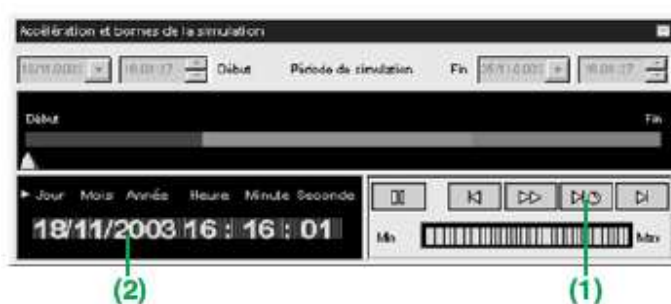 Accélération et bornes de la simulation
Début Période de simulation Fin
Début Fin
Jour Mois Année Heure Minute Seconde
18/11/2003 16 : 16 : 01
Min Max
(2) (1)